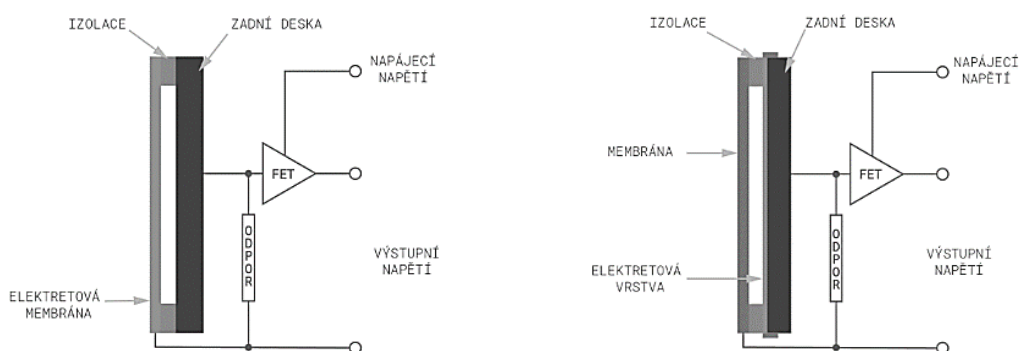 IZOLACE
ZADNÍ DESKA
NAPÁJECÍ
NAPĚTÍ
FET
ODPOR
VÝSTUPNÍ
NAPĚTÍ
ELEKTRETOVÁ
MEMBRÁNA
IZOLACE
ZADNÍ DESKA
NAPÁJECÍ
NAPĚTÍ
MEMBRÁNA
FET
ODPOR
ELEKTRETOVÁ
VRSTVA
VÝSTUPNÍ
NAPĚTÍ